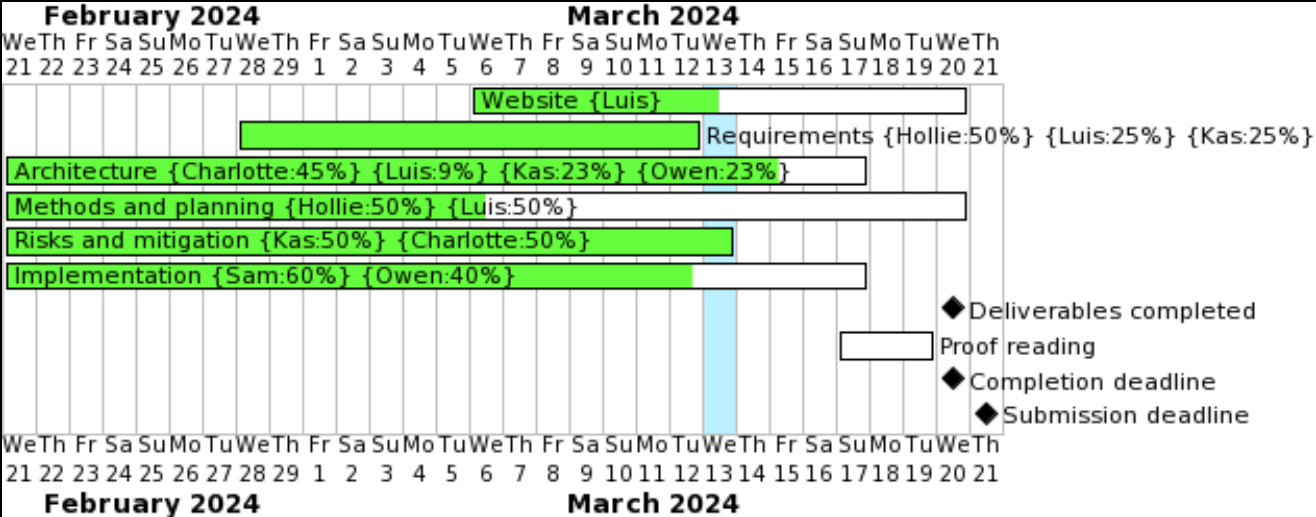 February 2024 March 2024
We Th Fr Sa Su Mo Tu We Th Fr Sa Su Mo Tu We Th Fr Sa Su Mo Tu We Th Fr Sa Su Mo Tu We Th
21 22 23 24 25 26 27 28 29 1 2 3 4 5 6 7 8 9 10 11 12 13 14 15 16 17 18 19 20 21
Website {Luis}
Requirements {Hollie:50%} {Luis:25%} {Kas:25%}
Architecture {Charlotte:45%} {Luis:9%} {Kas:23%} {Owen:23%}
Methods and planning {Hollie:50%} {Luis:50%}
Risks and mitigation {Kas:50%} {Charlotte:50%}
Implementation {Sam:60%} {Owen:40%}
Deliverables completed
Proof reading
Completion deadline
Submission deadline
We Th Fr Sa Su Mo Tu We Th Fr Sa Su Mo Tu We Th Fr Sa Su Mo Tu We Th Fr Sa Su Mo Tu We Th
21 22 23 24 25 26 27 28 29 1 2 3 4 5 6 7 8 9 10 11 12 13 14 15 16 17 18 19 20 21
February 2024 March 2024